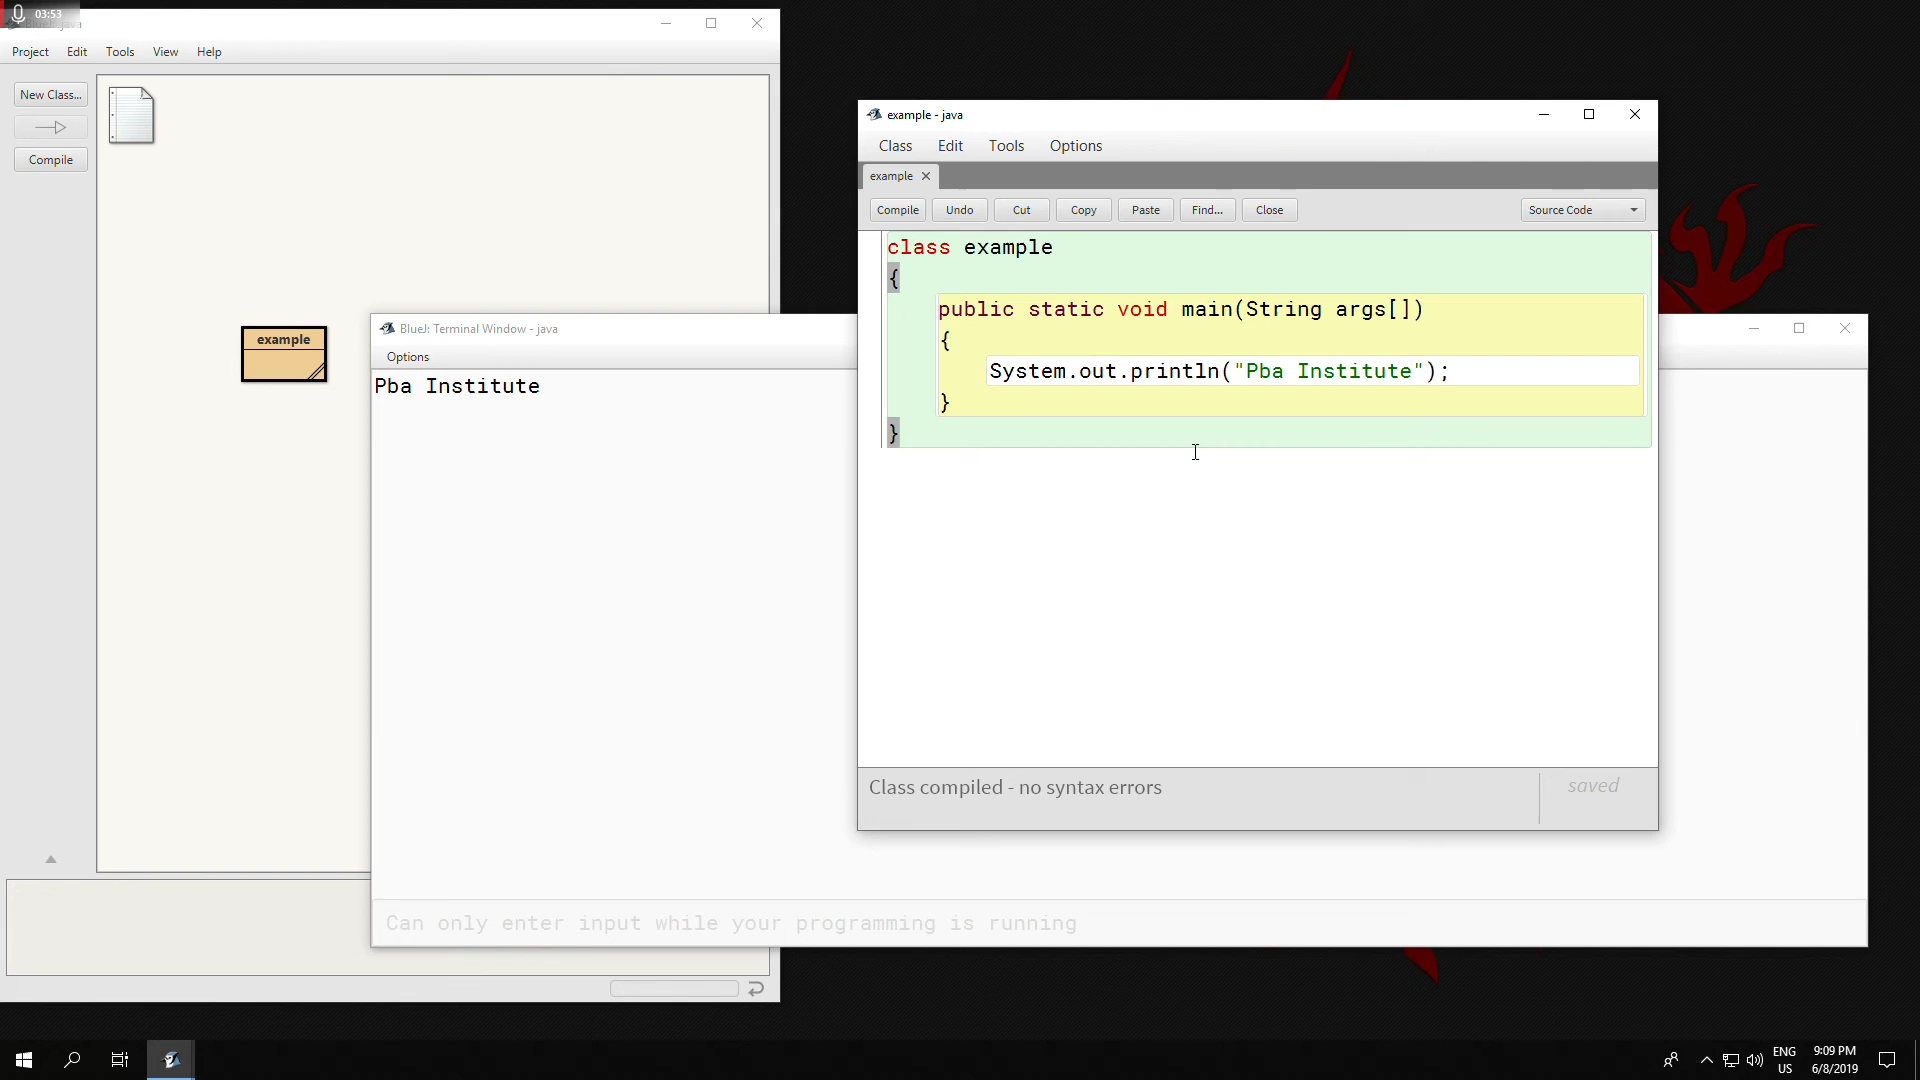 03:53
Project Edit Tools View Help
New Class...
Compile
example
BlueJ: Terminal Window - java
Options
Pba Institute
Can only enter input while your programming is running
example - java
Class Edit Tools Options
example
Compile Undo Cut Copy Paste Find... Close Source Code
class example
{
public static void main(String args[])
{
System.out.println("Pba Institute");
}
}
Class compiled - no syntax errors
saved
ENG
US
9:09 PM
6/8/2019